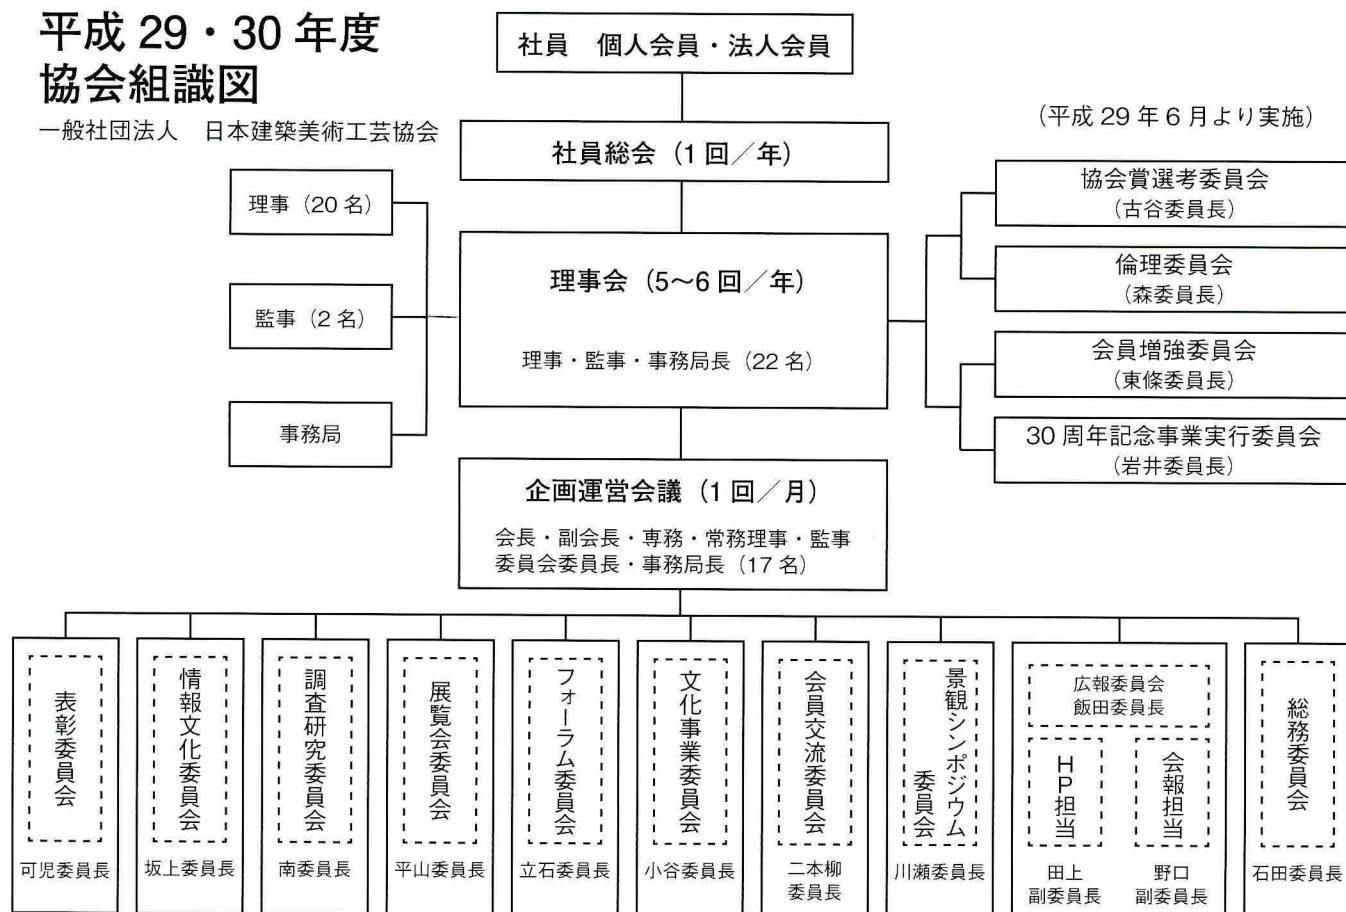 平成 29・30 年度
協会組識図
一般社団法人　日本建築美術工芸協会
社員　個人会員・法人会員
社員総会（1 回／年）
（平成 29 年 6 月より実施）
理事（20 名）
監事（2 名）
事務局
理事会（5〜6 回／年）
理事・監事・事務局長（22 名）
協会賞選考委員会
（古谷委員長）
倫理委員会
（森委員長）
会員増強委員会
（東條委員長）
30 周年記念事業実行委員会
（岩井委員長）
企画運営会議（1 回／月）
会長・副会長・専務・常務理事・監事
委員会委員長・事務局長（17 名）
表彰委員会
可児委員長
情報文化委員会
坂上委員長
調査研究委員会
南委員長
展覧会委員会
平山委員長
フォーラム委員会
立石委員長
文化事業委員会
小谷委員長
会員交流委員会
二本柳
委員長
景観シンポジウム
委員会
川瀬委員長
広報委員会
飯田委員長
HP担当
田上
副委員長
会報担当
野口
副委員長
総務委員会
石田委員長